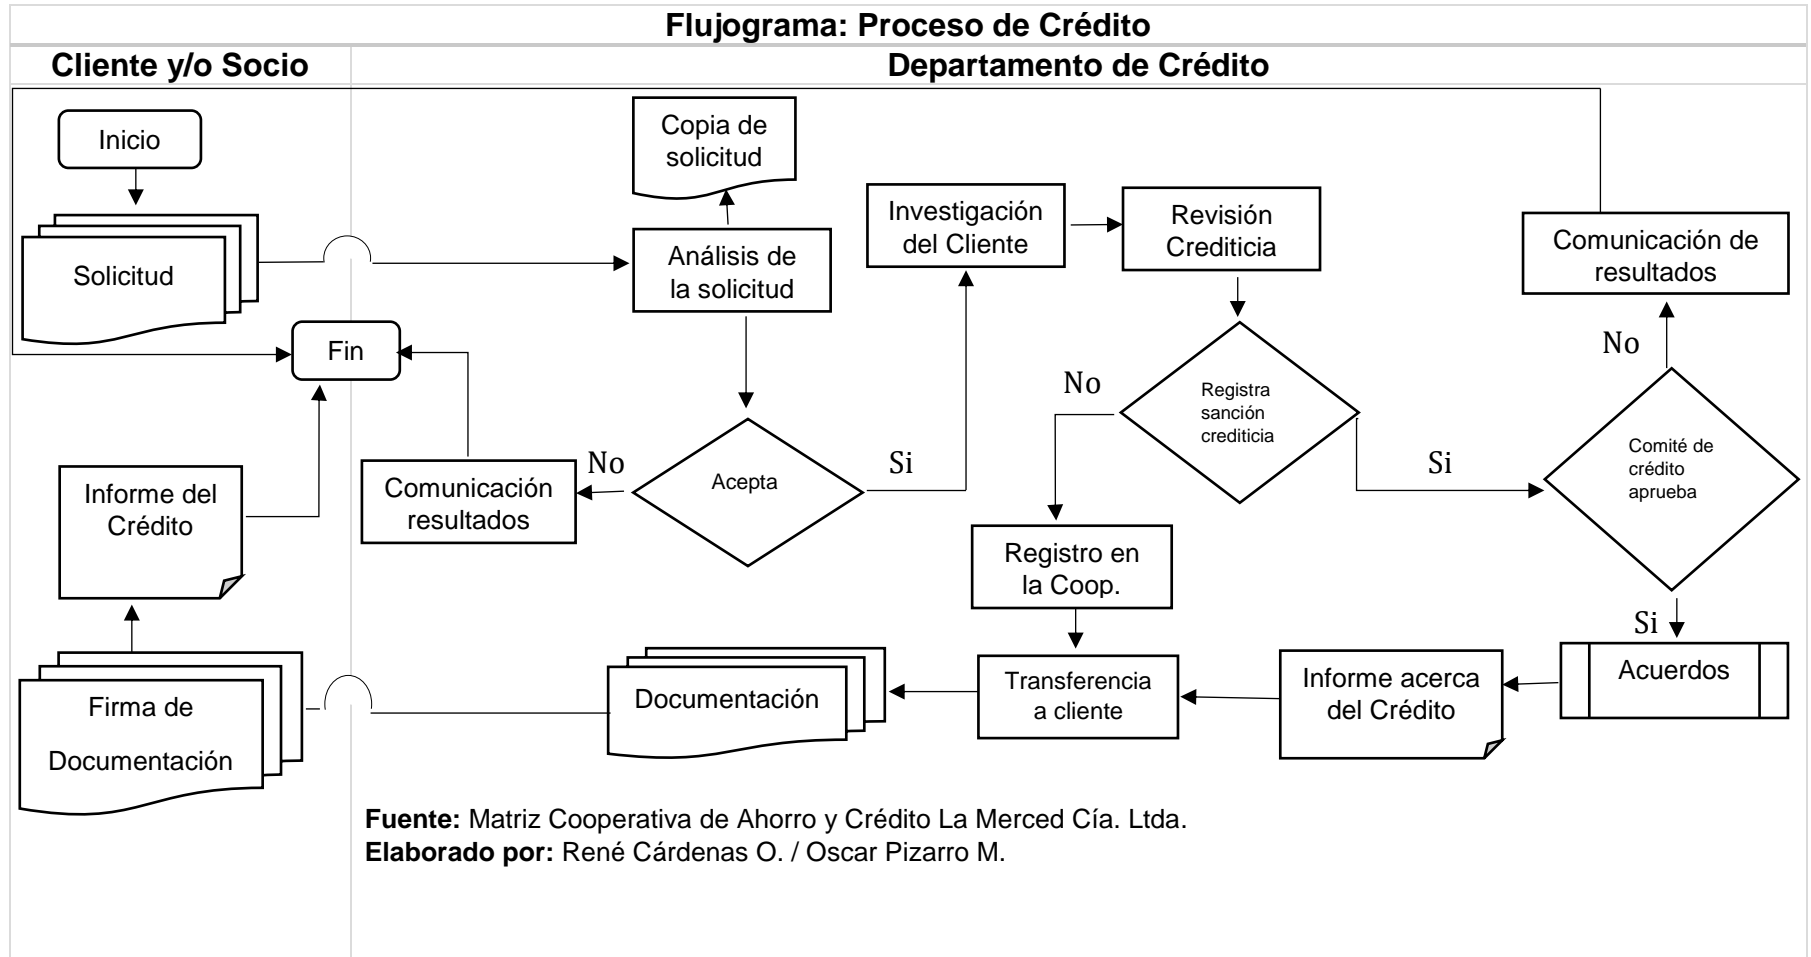 Flujograma: Proceso de Crédito
Cliente y/o Socio
Departamento de Crédito
Inicio
Solicitud
Copia de
solicitud
Análisis de
la solicitud
Investigación
del Cliente
Revisión
Crediticia
Comunicación de
resultados
Fin
No
Registra
sanción
crediticia
No
Si
Comité de
crédito
aprueba
Acepta
No
Si
Comunicación
resultados
Informe del
Crédito
Registro en
la Coop.
Si
Acuerdos
Informe acerca
del Crédito
Transferencia
a cliente
Documentación
Firma de
Documentación
Fuente: Matriz Cooperativa de Ahorro y Crédito La Merced Cía. Ltda.
Elaborado por: René Cárdenas O. / Oscar Pizarro M.